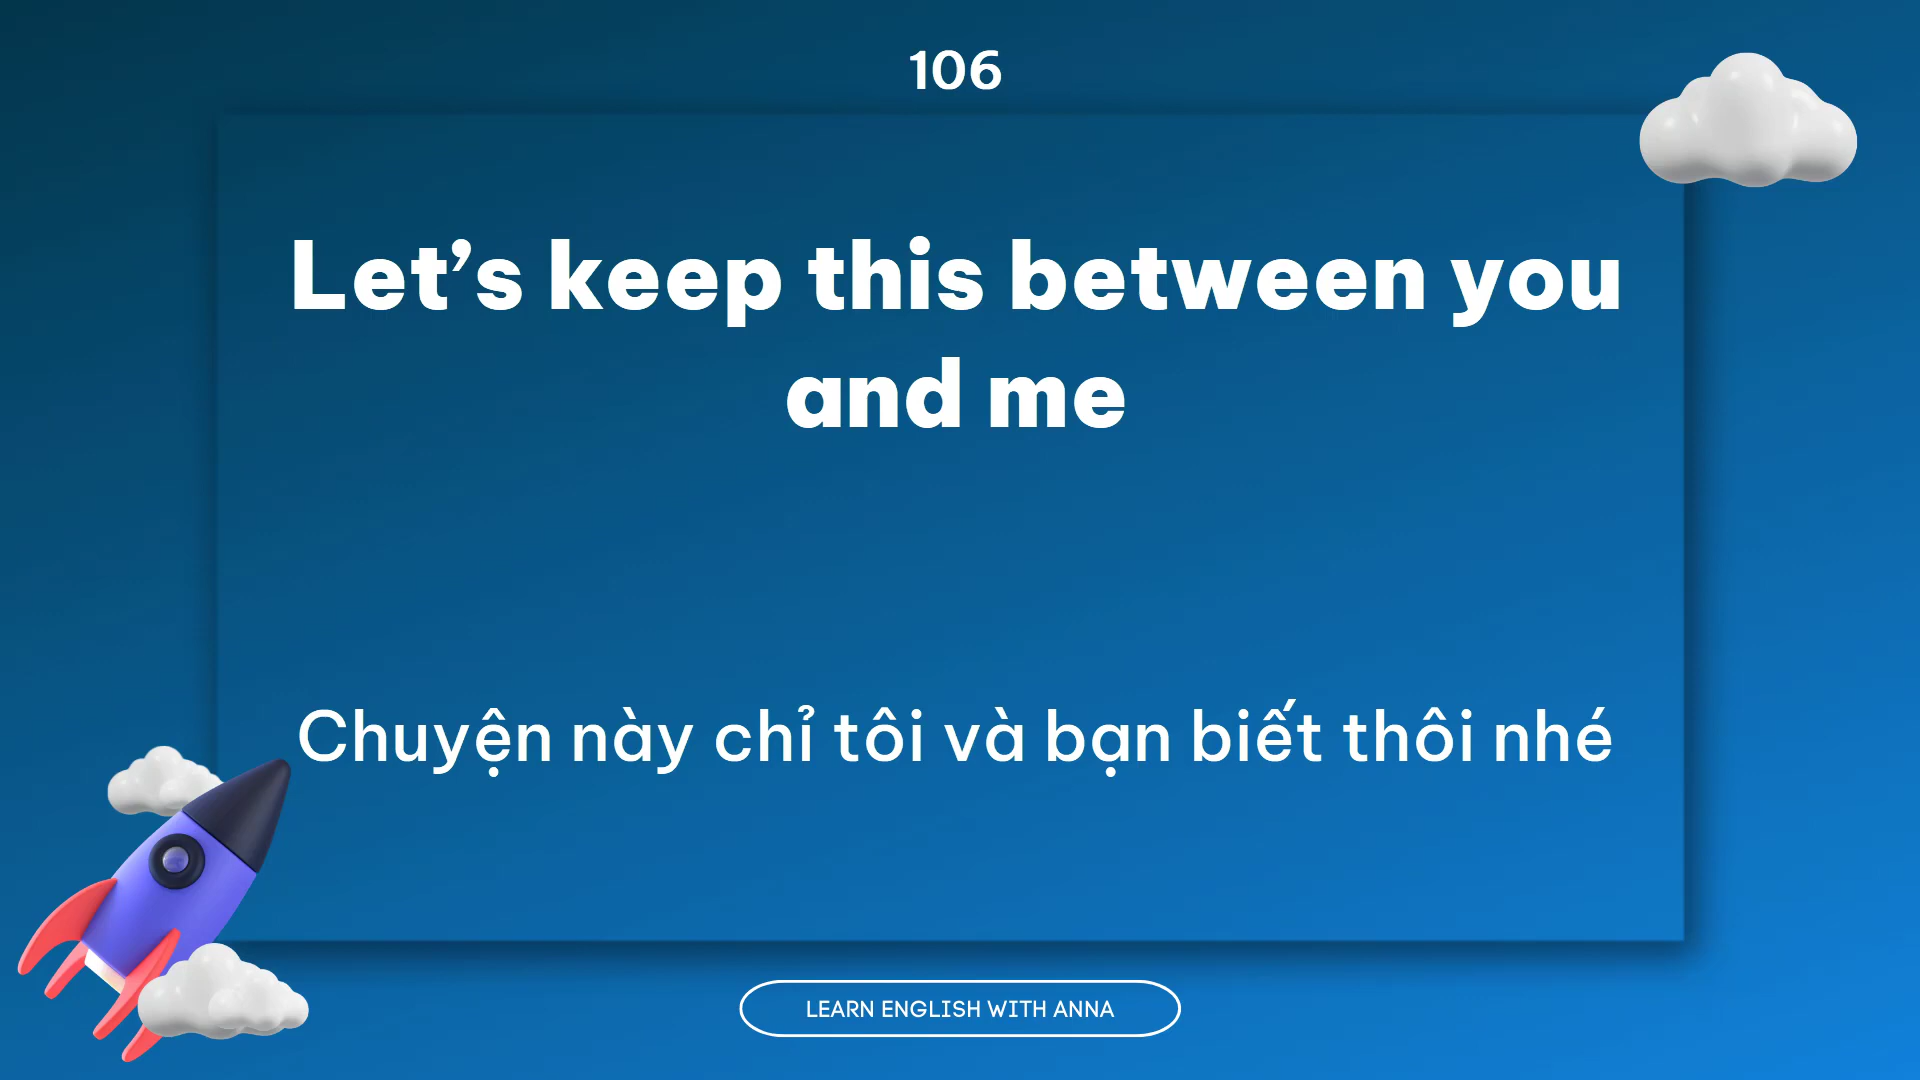 106
Let’s keep this between you
and me
Chuyện này chỉ tôi và bạn biết thôi nhé
LEARN ENGLISH WITH ANNA